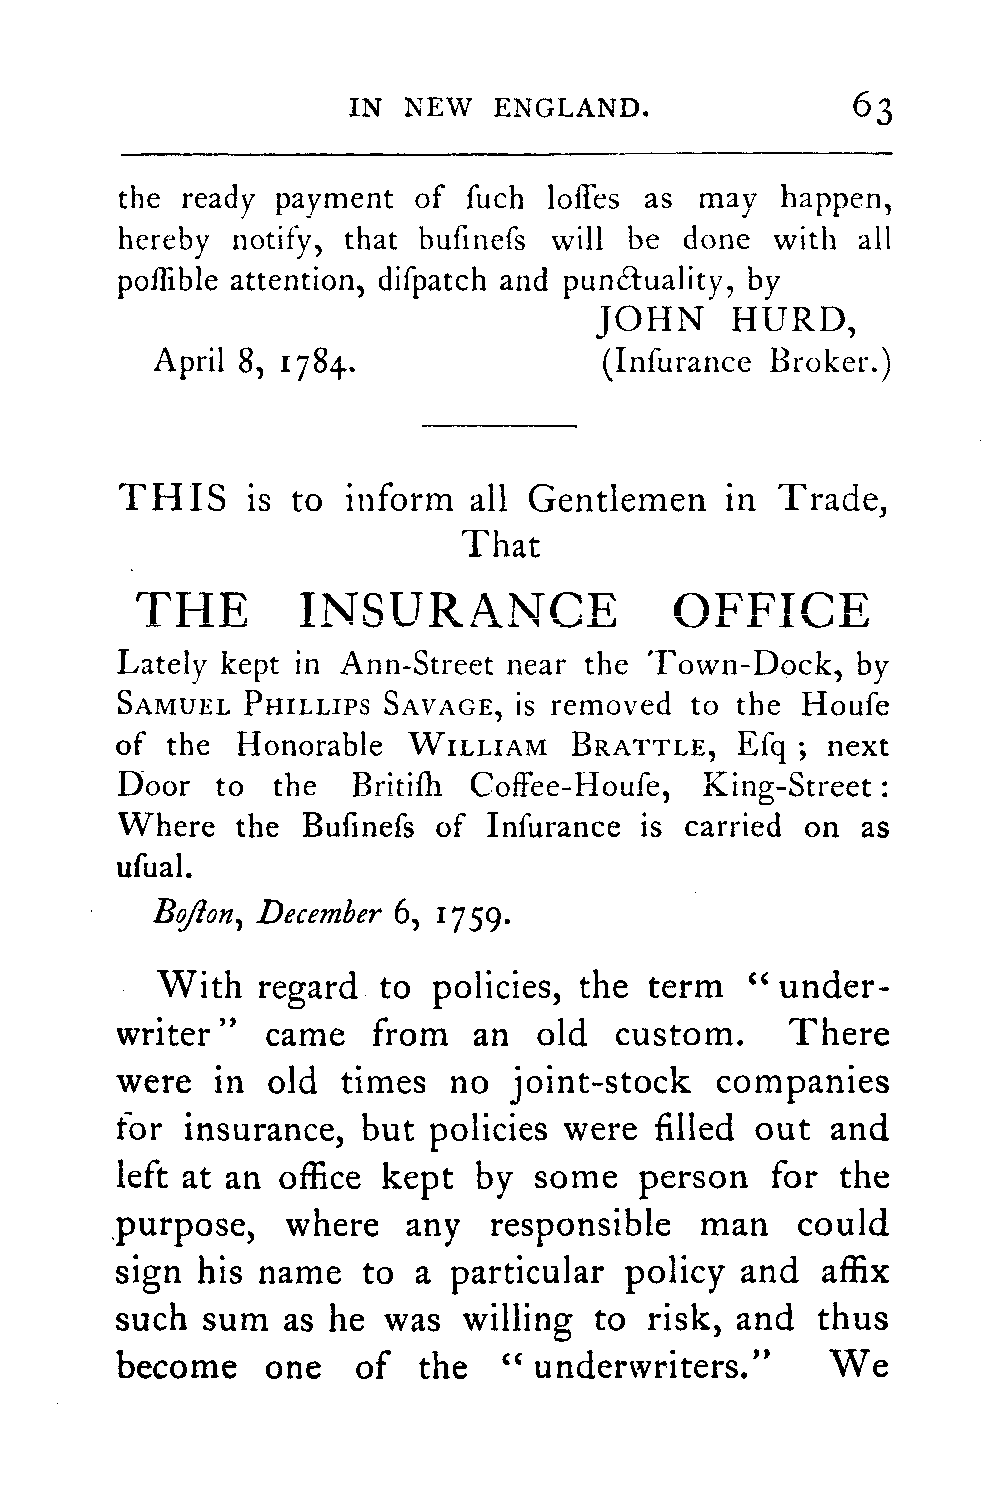 IN NEW ENGLAND. 63
the ready payment of ſuch loſſes as may happen,
hereby notify, that buſineſs will be done with all
poſſible attention, diſpatch and punctuality, by
JOHN HURD,
April 8, 1784. (Inſurance Broker.)
THIS is to inform all Gentlemen in Trade,
That
THE INSURANCE OFFICE
Lately kept in Ann-Street near the Town-Dock, by
SAMUEL PHILLIPS SAVAGE, is removed to the Houſe
of the Honorable WILLIAM BRATTLE, Eſq ; next
Door to the Britiſh Coffee-Houſe, King-Street :
Where the Buſineſs of Inſurance is carried on as
uſual.
Boſton, December 6, 1759.
With regard to policies, the term “ under-
writer ” came from an old custom. There
were in old times no joint-stock companies
for insurance, but policies were filled out and
left at an office kept by some person for the
purpose, where any responsible man could
sign his name to a particular policy and affix
such sum as he was willing to risk, and thus
become one of the “ underwriters.” We